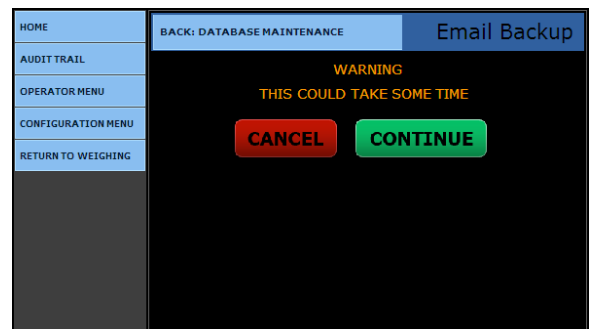 HOME
AUDIT TRAIL
OPERATOR MENU
CONFIGURATION MENU
RETURN TO WEIGHING
BACK: DATABASE MAINTENANCE
Email Backup
WARNING
THIS COULD TAKE SOME TIME
CANCEL
CONTINUE